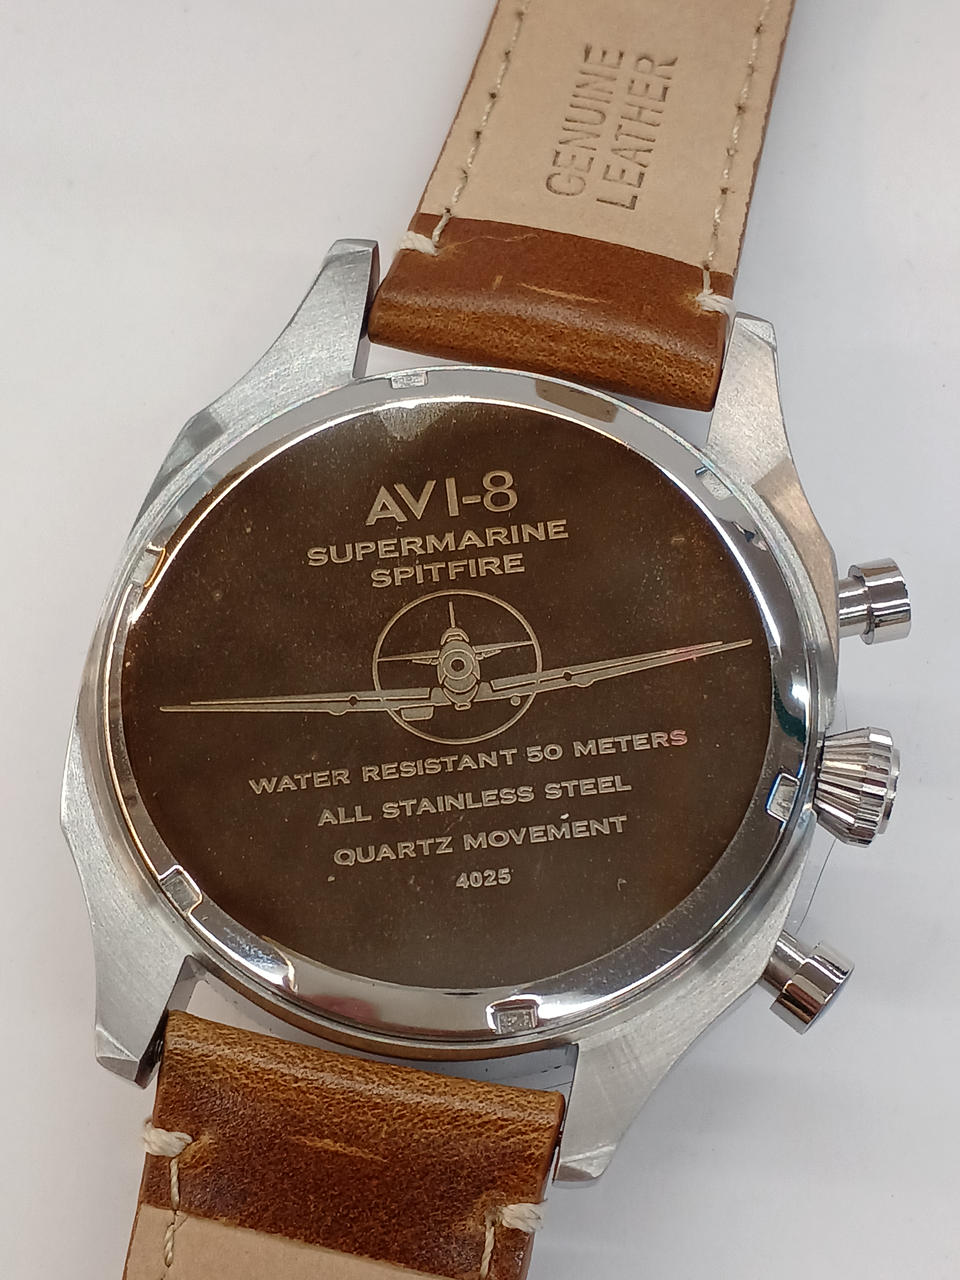 GENUINE
LEATHER
AVI-8
SUPERMARINE
SPITFIRE
WATER RESISTANT 50 METERS
ALL STAINLESS STEEL
QUARTZ MOVEMENT
4025